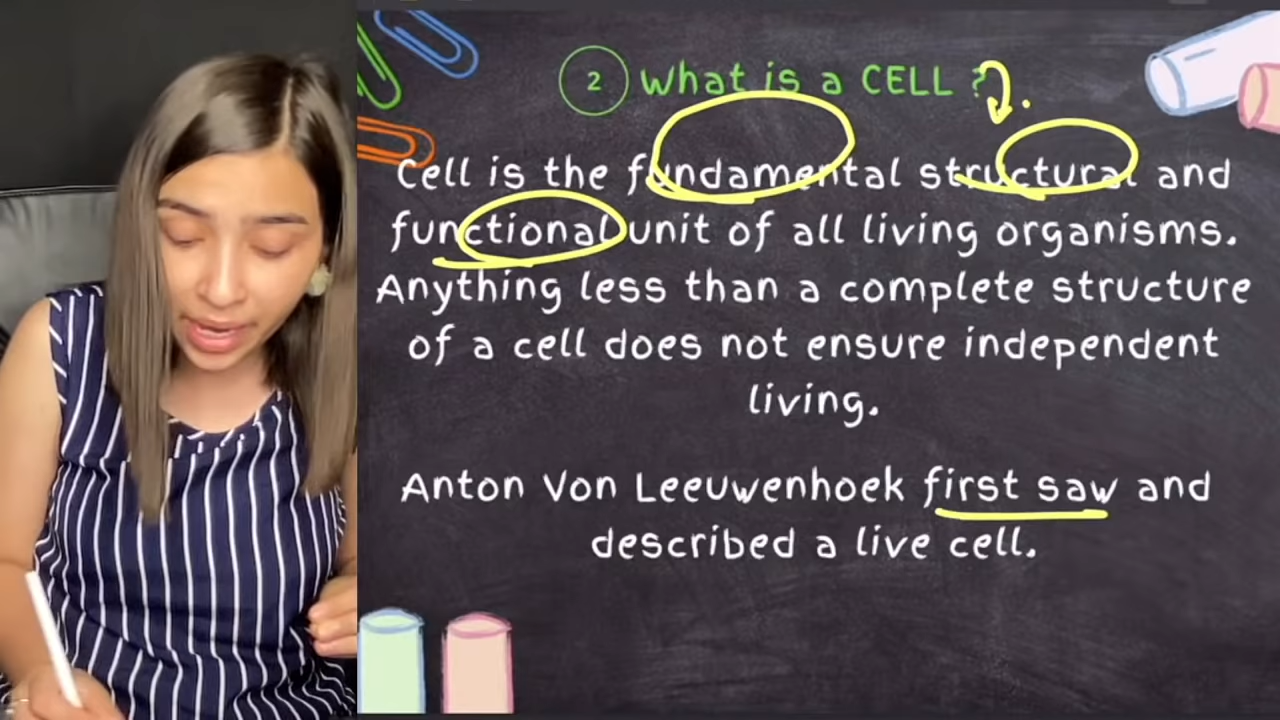 2 What is a CELL ?
Cell is the fundamental structural and
functional unit of all living organisms.
Anything less than a complete structure
of a cell does not ensure independent
living.
Anton Von Leeuwenhoek first saw and
described a live cell.